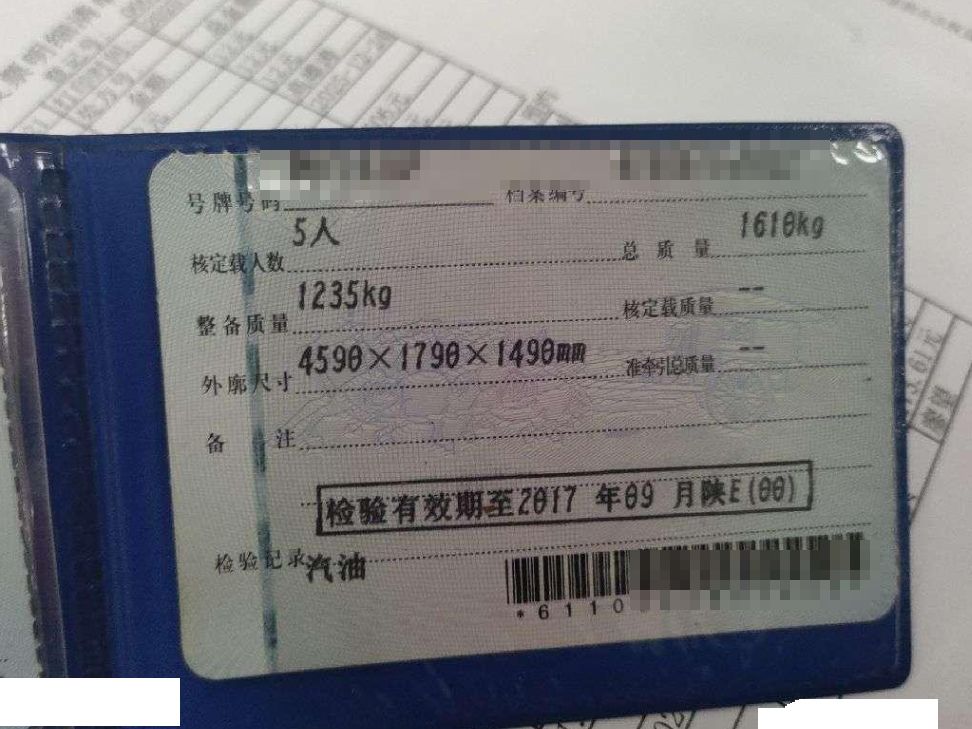 号牌号码 档案编号
核定载人数 5人 总质量 1610kg
整备质量 1235kg 核定载质量 --
外廓尺寸 4590×1790×1490mm 准牵引总质量 --
备注
检验有效期至2017 年09 月陕E(00)
检验记录 汽油
*6110